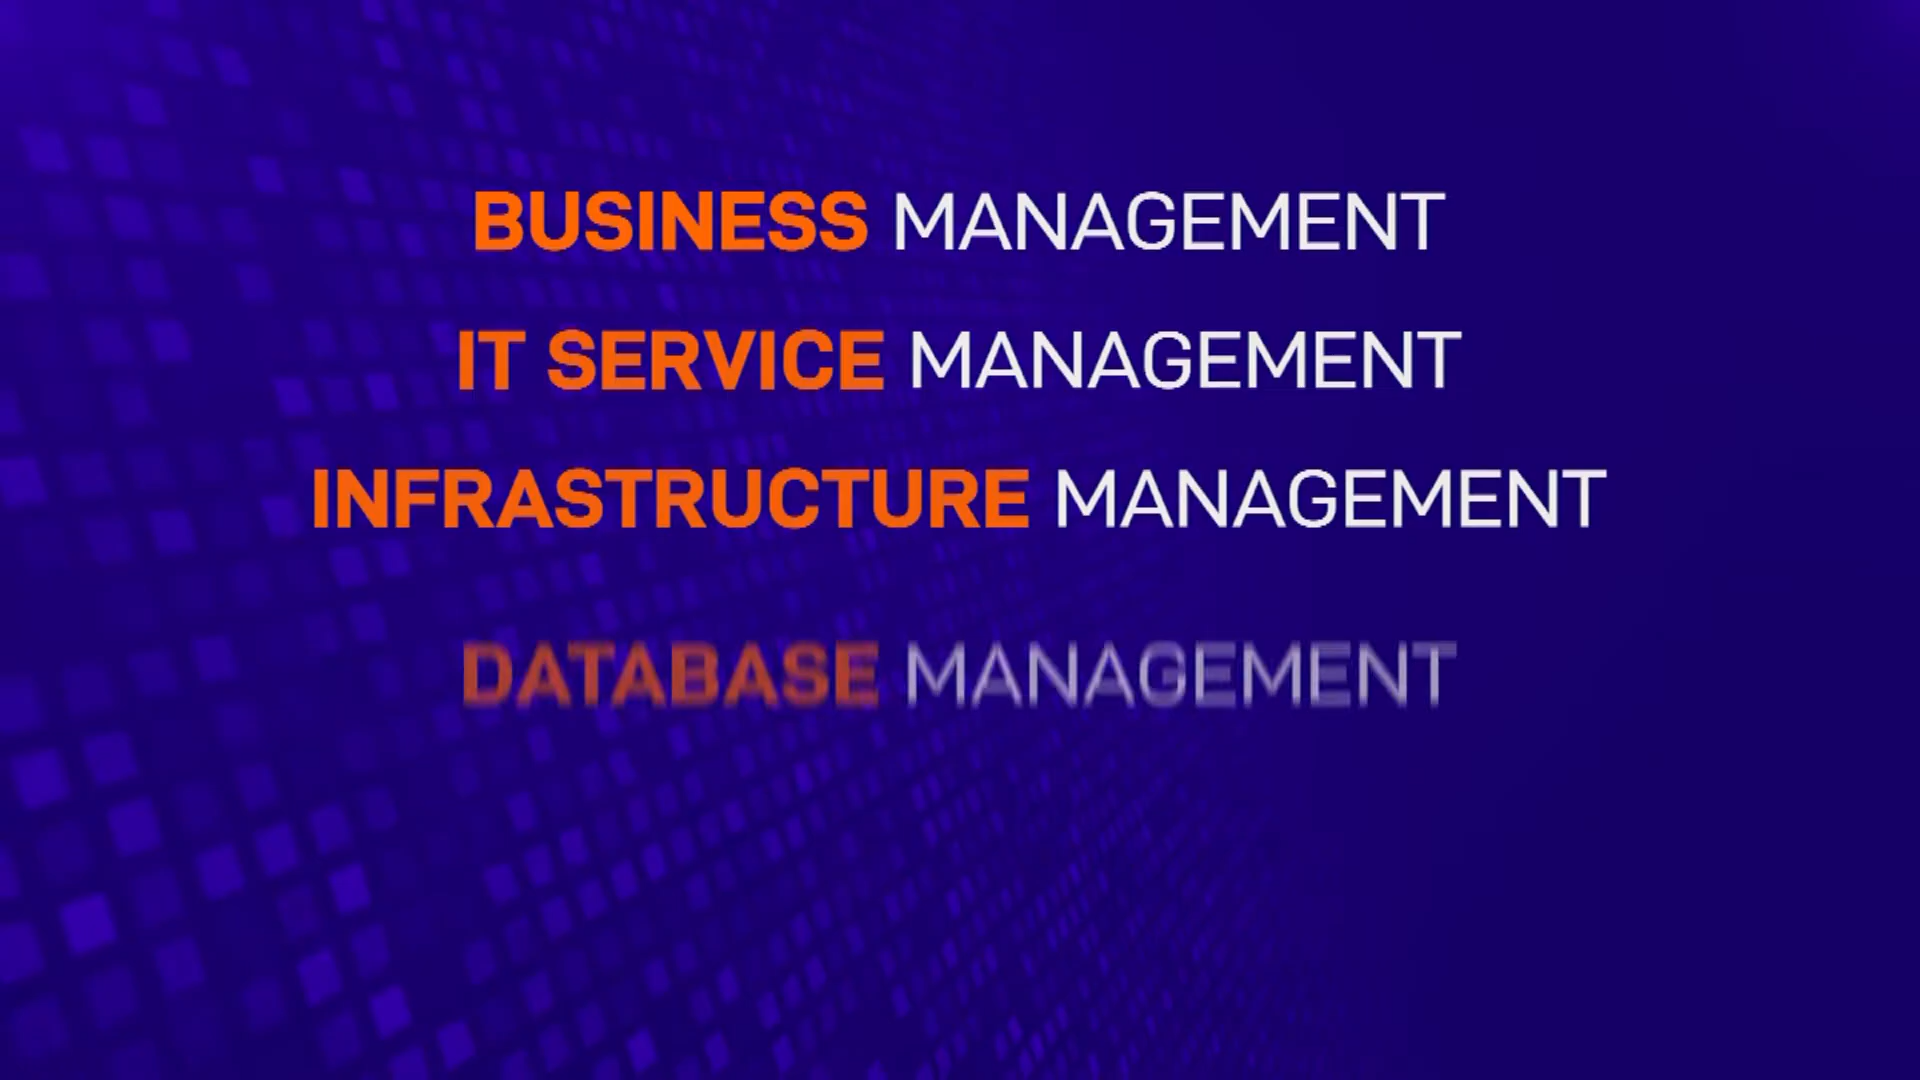 BUSINESS MANAGEMENT
IT SERVICE MANAGEMENT
INFRASTRUCTURE MANAGEMENT
DATABASE MANAGEMENT